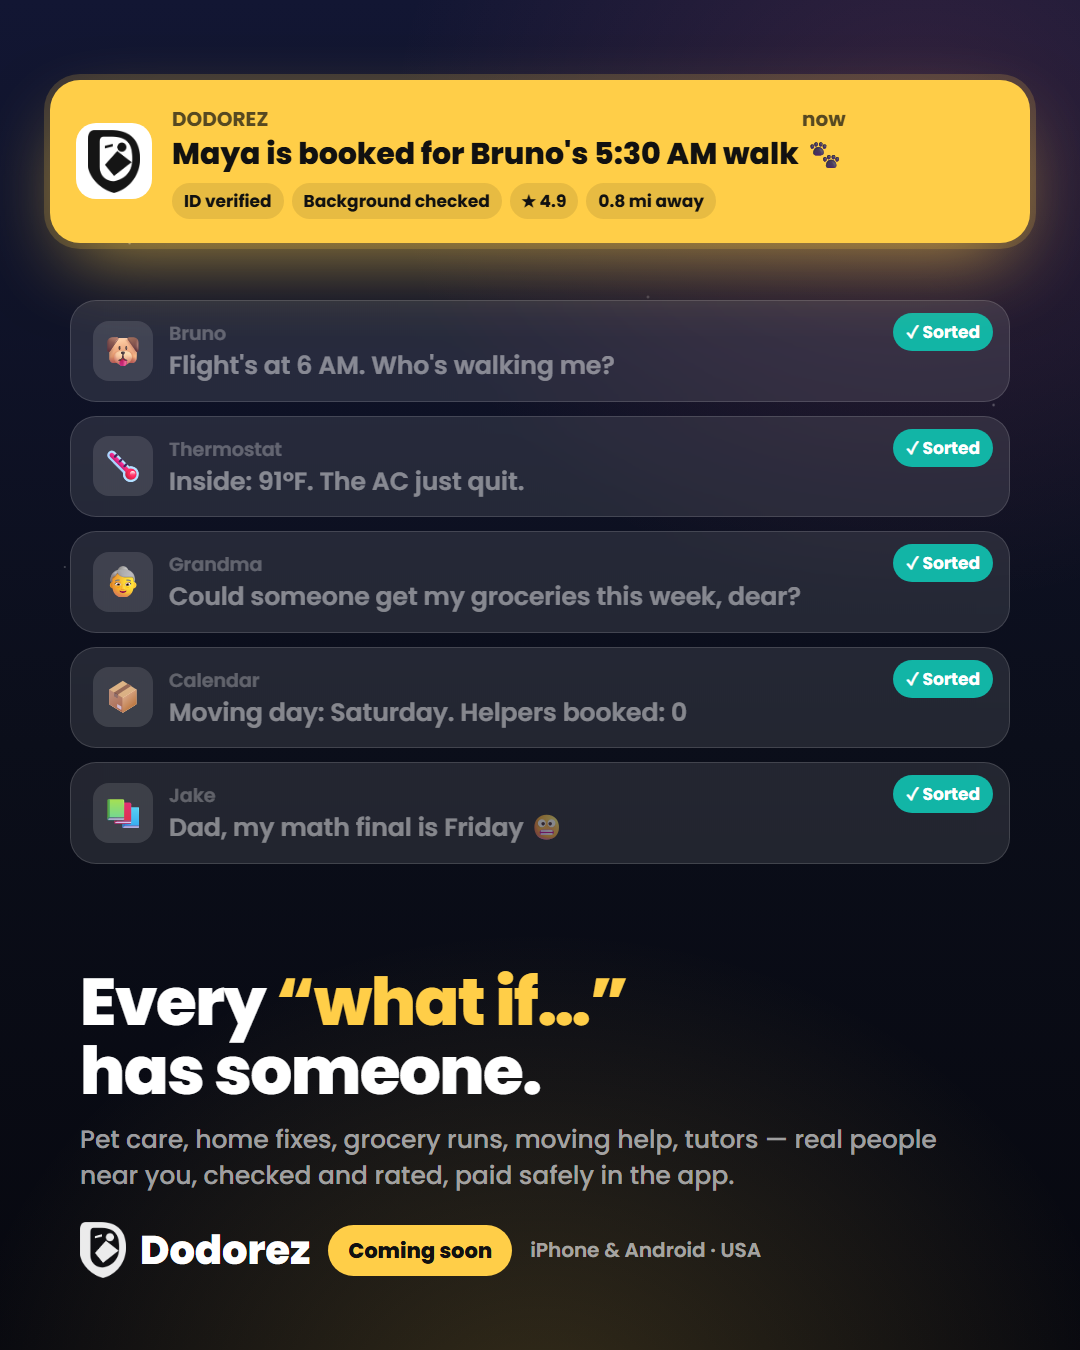 DODOREZ now
Maya is booked for Bruno's 5:30 AM walk 🐾
ID verified Background checked ★ 4.9 0.8 mi away
Bruno
✓ Sorted
Flight's at 6 AM. Who's walking me?
Thermostat
✓ Sorted
Inside: 91°F. The AC just quit.
Grandma
✓ Sorted
Could someone get my groceries this week, dear?
Calendar
✓ Sorted
Moving day: Saturday. Helpers booked: 0
Jake
✓ Sorted
Dad, my math final is Friday 😬
Every “what if...”
has someone.
Pet care, home fixes, grocery runs, moving help, tutors — real people
near you, checked and rated, paid safely in the app.
Dodorez Coming soon iPhone & Android · USA